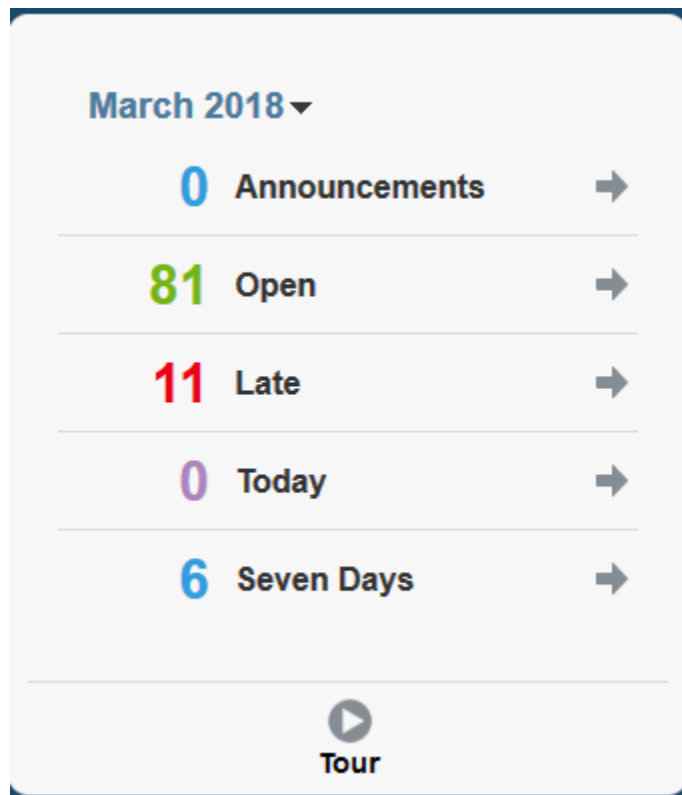 March 2018
0 Announcements
81 Open
11 Late
0 Today
6 Seven Days
Tour